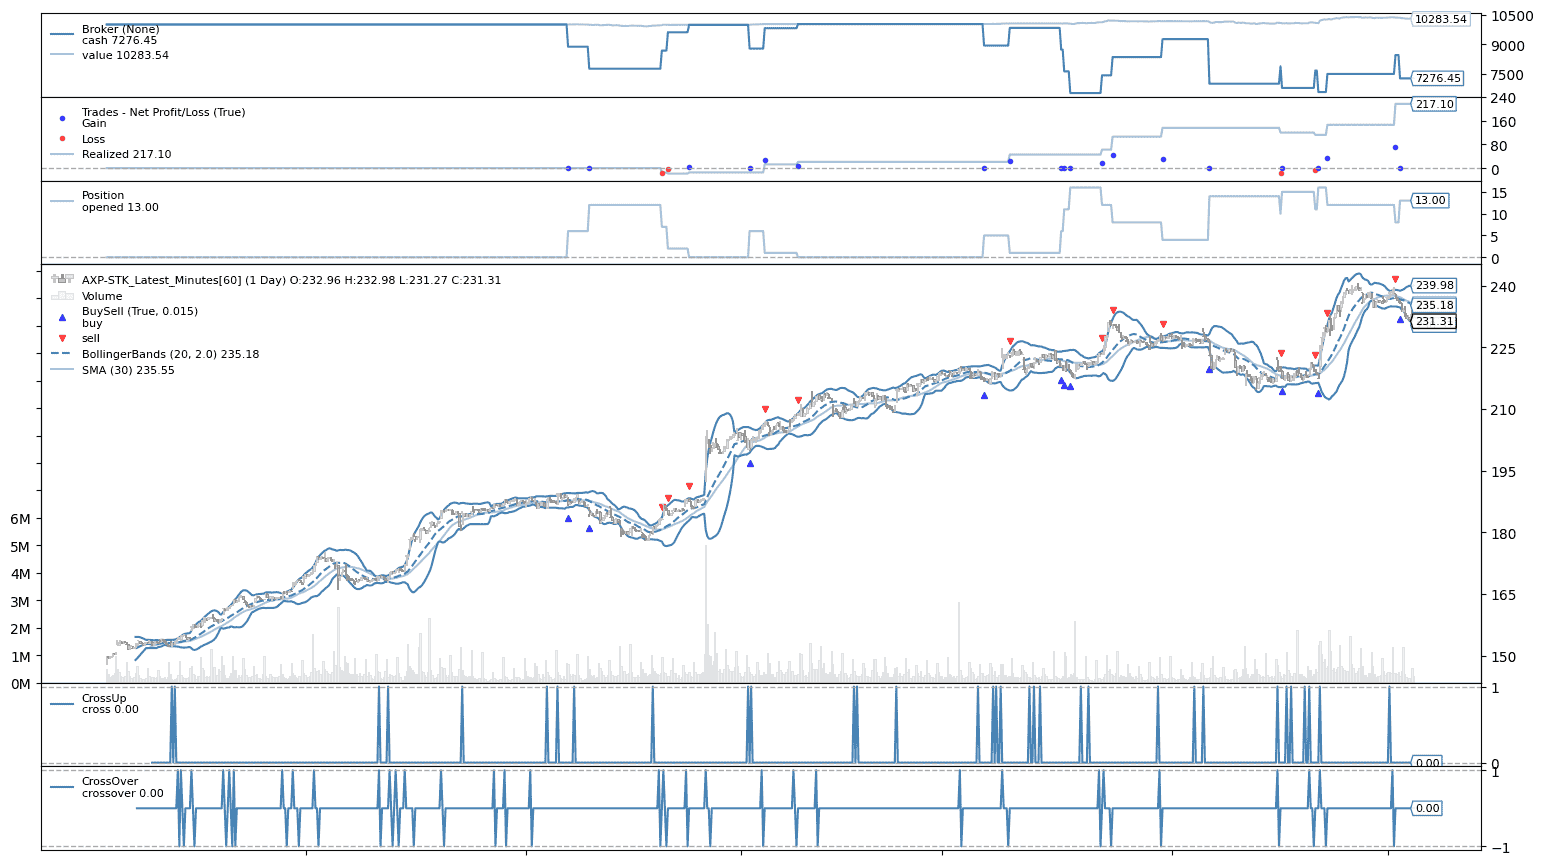 Broker (None)
cash 7276.45
value 10283.54
10283.54
7276.45
10500
9000
7500
Trades - Net Profit/Loss (True)
Gain
Loss
Realized 217.10
217.10
240
160
80
0
Position
opened 13.00
13.00
15
10
5
0
AXP-STK_Latest_Minutes[60] (1 Day) O:232.96 H:232.98 L:231.27 C:231.31
Volume
BuySell (True, 0.015)
buy
sell
BollingerBands (20, 2.0) 235.18
SMA (30) 235.55
239.98
235.18
231.31
240
225
210
195
180
165
150
6M
5M
4M
3M
2M
1M
0M
CrossUp
cross 0.00
0.00
1
0
CrossOver
crossover 0.00
0.00
1
−1